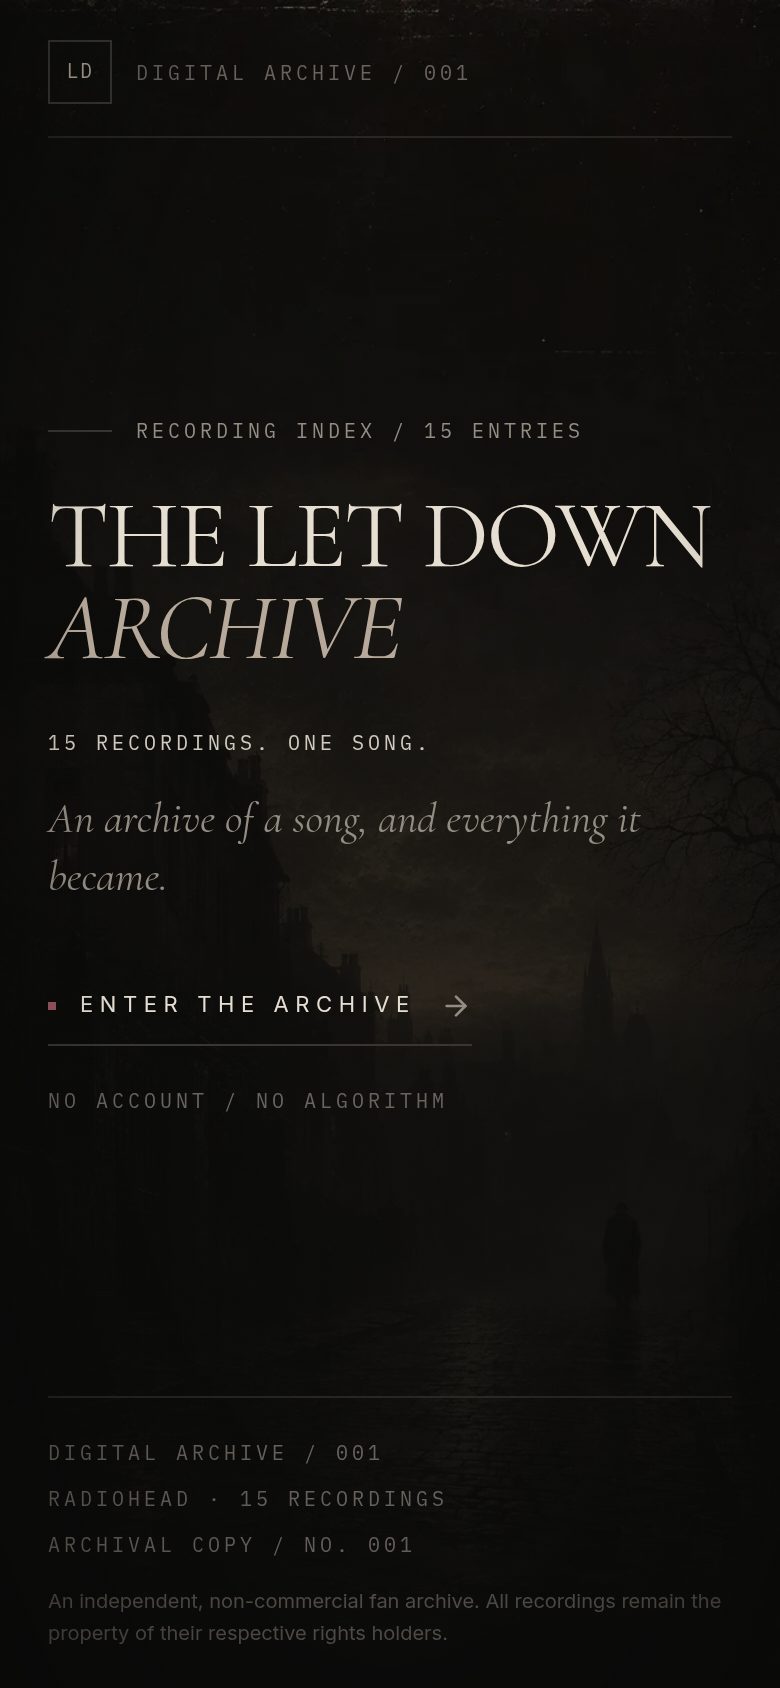 LD
DIGITAL ARCHIVE / 001
RECORDING INDEX / 15 ENTRIES
THE LET DOWN
ARCHIVE
15 RECORDINGS. ONE SONG.
An archive of a song, and everything it
became.
ENTER THE ARCHIVE →
NO ACCOUNT / NO ALGORITHM
DIGITAL ARCHIVE / 001
RADIOHEAD · 15 RECORDINGS
ARCHIVAL COPY / NO. 001
An independent, non-commercial fan archive. All recordings remain the
property of their respective rights holders.